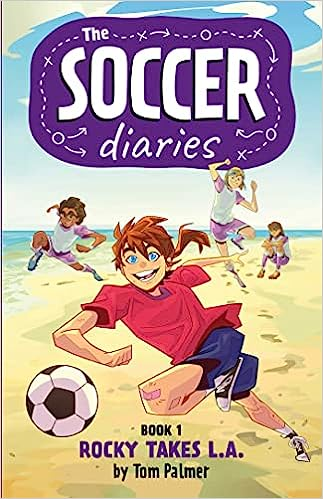 The
SOCCER
diaries
BOOK 1
ROCKY TAKES L.A.
by Tom Palmer